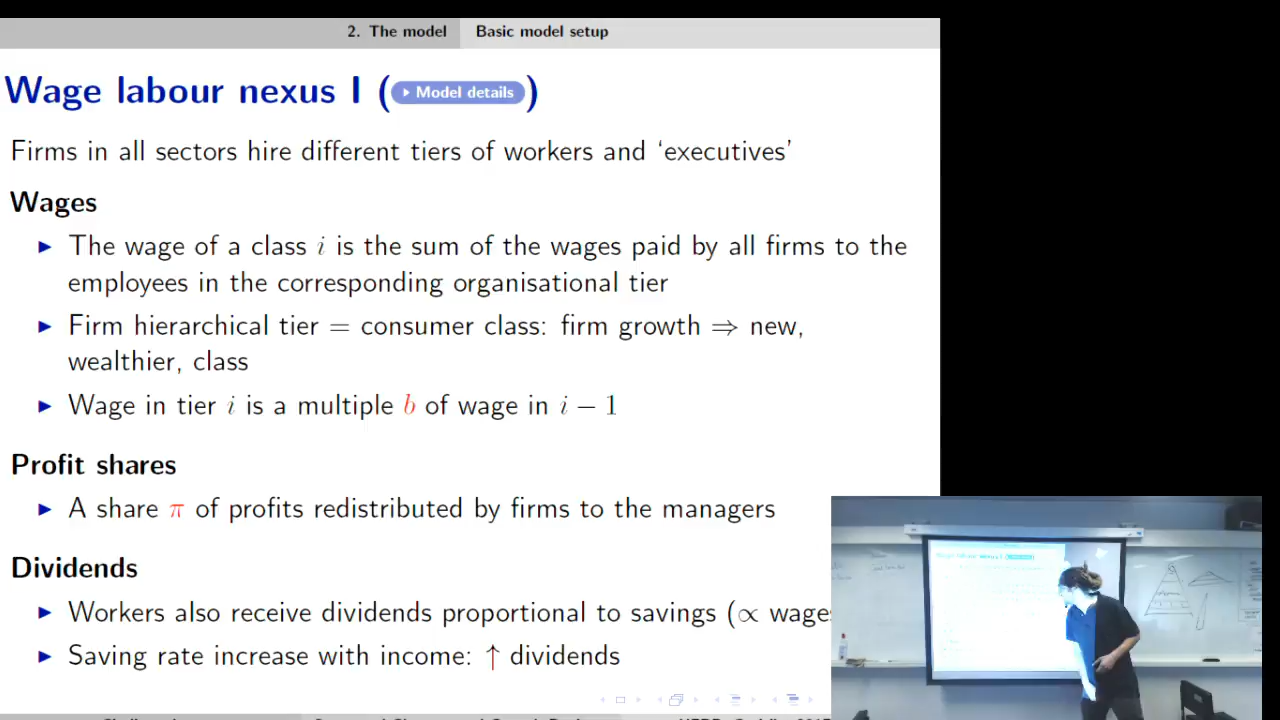 2. The model Basic model setup
Wage labour nexus I (Model details)
Firms in all sectors hire different tiers of workers and ‘executives’
Wages
The wage of a class i is the sum of the wages paid by all firms to the
employees in the corresponding organisational tier
Firm hierarchical tier = consumer class: firm growth ⇒ new,
wealthier, class
Wage in tier i is a multiple b of wage in i − 1
Profit shares
A share π of profits redistributed by firms to the managers
Dividends
Workers also receive dividends proportional to savings (∝ wage
Saving rate increase with income: ↑ dividends
Wage labour nexus I